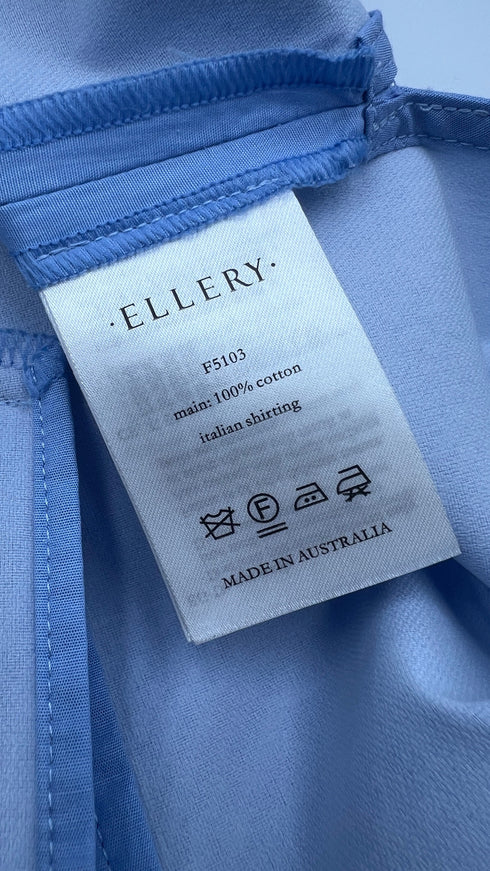 ·ELLERY·
F5103
main: 100% cotton
italian shirting
F
MADE IN AUSTRALIA